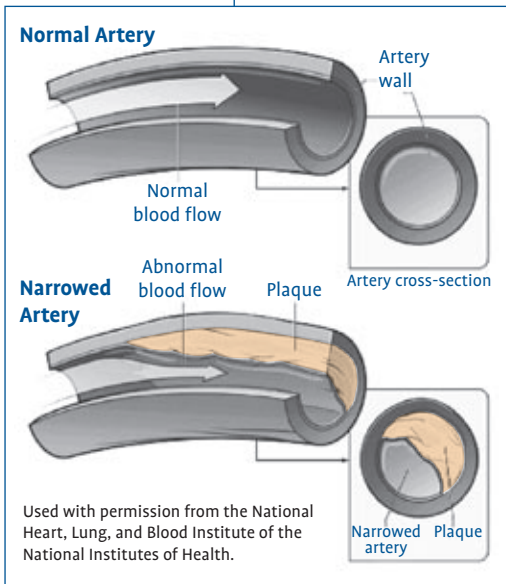 Normal Artery
Artery
wall
Normal
blood flow
Artery cross-section
Narrowed
Artery
Abnormal
blood flow
Plaque
Used with permission from the National
Heart, Lung, and Blood Institute of the
National Institutes of Health.
Narrowed
artery
Plaque